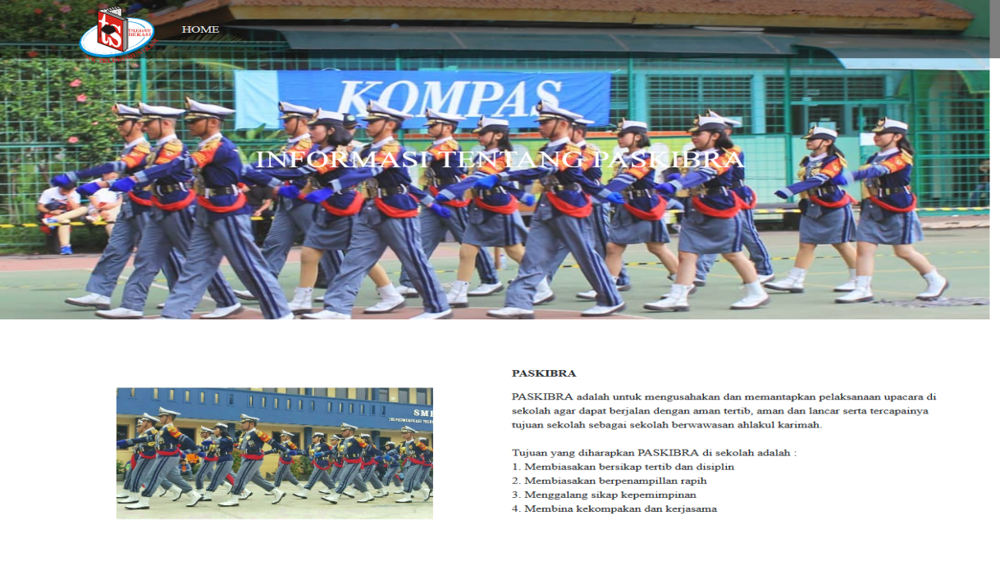 HOME
KOMPAS
INFORMASI TENTANG PASKIBRA
PASKIBRA
PASKIBRA adalah untuk mengusahakan dan memantapkan pelaksanaan upacara di
sekolah agar dapat berjalan dengan aman tertib, aman dan lancar serta tercapainya
tujuan sekolah sebagai sekolah berwawasan ahlakul karimah.
Tujuan yang diharapkan PASKIBRA di sekolah adalah :
1. Membiasakan bersikap tertib dan disiplin
2. Membiasakan berpenampillan rapih
3. Menggalang sikap kepemimpinan
4. Membina kekompakan dan kerjasama